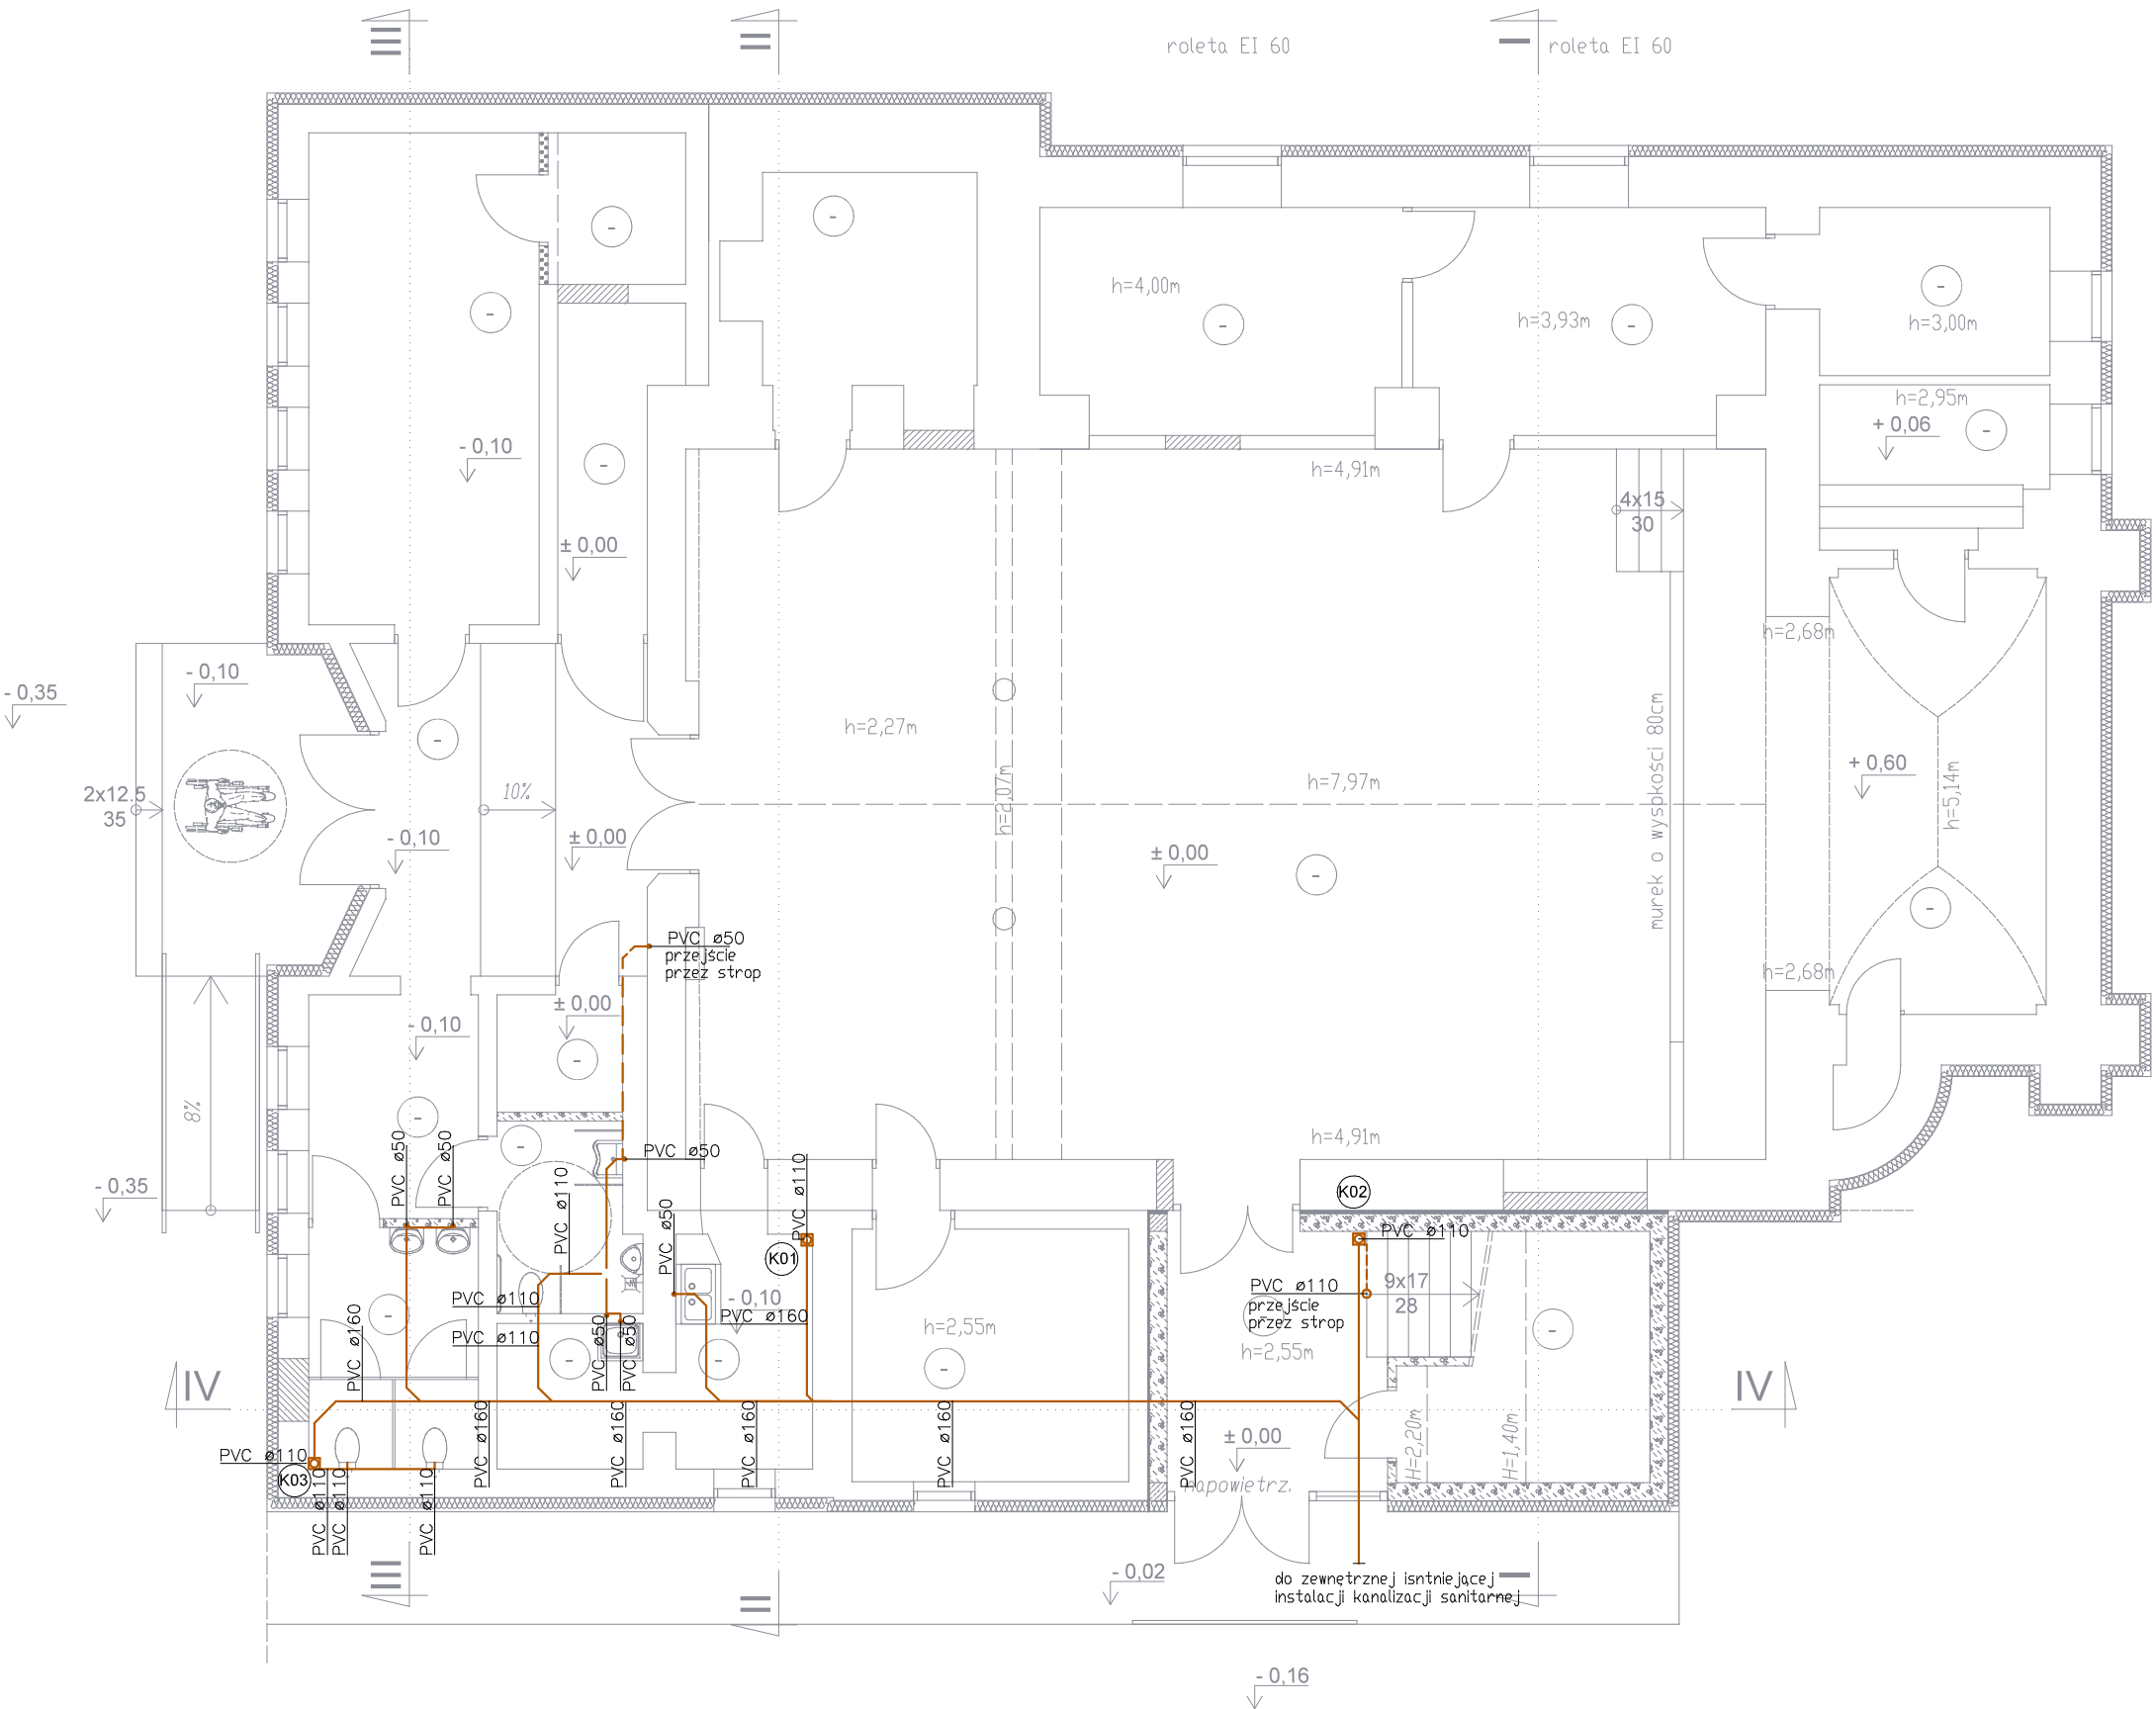 III
II
roleta EI 60
I
roleta EI 60
-
-
h=4,00m
-
h=3,93m
-
-
h=3,00m
-
h=2,95m
+ 0,06
-
- 0,10
-
h=4,91m
4x15
30
± 0,00
h=2,68m
- 0,10
- 0,35
-
h=2,27m
h=2,07m
h=7,97m
murek o wysokości 80cm
+ 0,60
h=5,14m
2x12.5
35
10%
- 0,10
± 0,00
± 0,00
-
-
PVC ø50
przejście
przez strop
h=2,68m
± 0,00
- 0,10
-
8%
-
-
PVC ø50
PVC ø50
PVC ø50
h=4,91m
- 0,35
PVC ø110
PVC ø50
PVC ø110
K01
K02
PVC ø110
PVC ø110
przejście
przez strop
9x17
28
-
PVC ø110
- 0,10
PVC ø160
PVC ø110
PVC ø160
-
PVC ø50
PVC ø50
-
-
h=2,55m
-
h=2,55m
-
IV
IV
PVC ø110
K03
PVC ø110
PVC ø110
PVC ø110
PVC ø160
PVC ø160
PVC ø160
PVC ø160
PVC ø160
± 0,00
napowietrz.
H=2,20m
H=1,40m
III
II
- 0,02
do zewnętrznej isntniejącej
instalacji kanalizacji sanitarnej
I
- 0,16